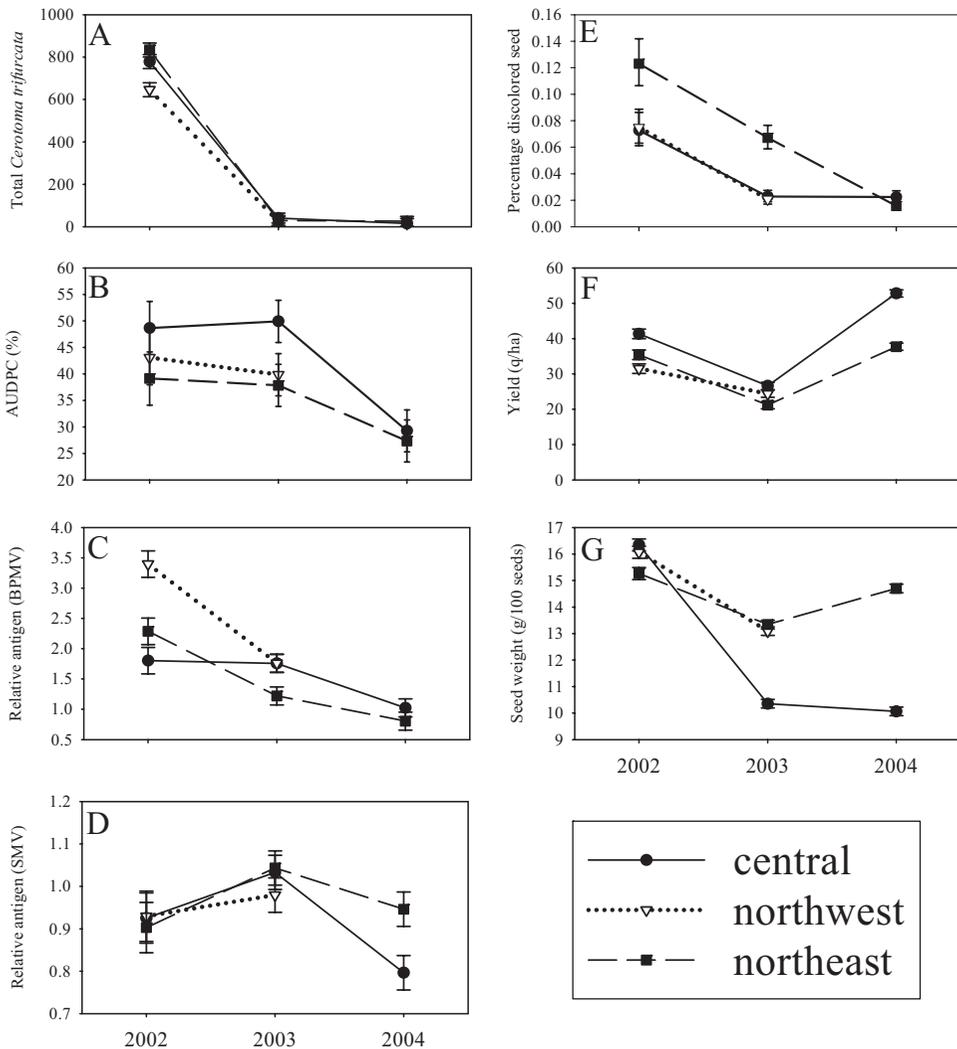 A
Total Cerotoma trifurcata
1000
800
600
400
200
0
B
AUDPC (%)
60
55
50
45
40
35
30
25
20
C
Relative antigen (BPMV)
4.0
3.5
3.0
2.5
2.0
1.5
1.0
0.5
D
Relative antigen (SMV)
1.2
1.1
1.0
0.9
0.8
0.7
2002 2003 2004
E
Percentage discolored seed
0.16
0.14
0.12
0.10
0.08
0.06
0.04
0.02
0.00
F
Yield (q/ha)
60
50
40
30
20
10
0
G
Seed weight (g/100 seeds)
17
16
15
14
13
12
11
10
9
2002 2003 2004
central
northwest
northeast